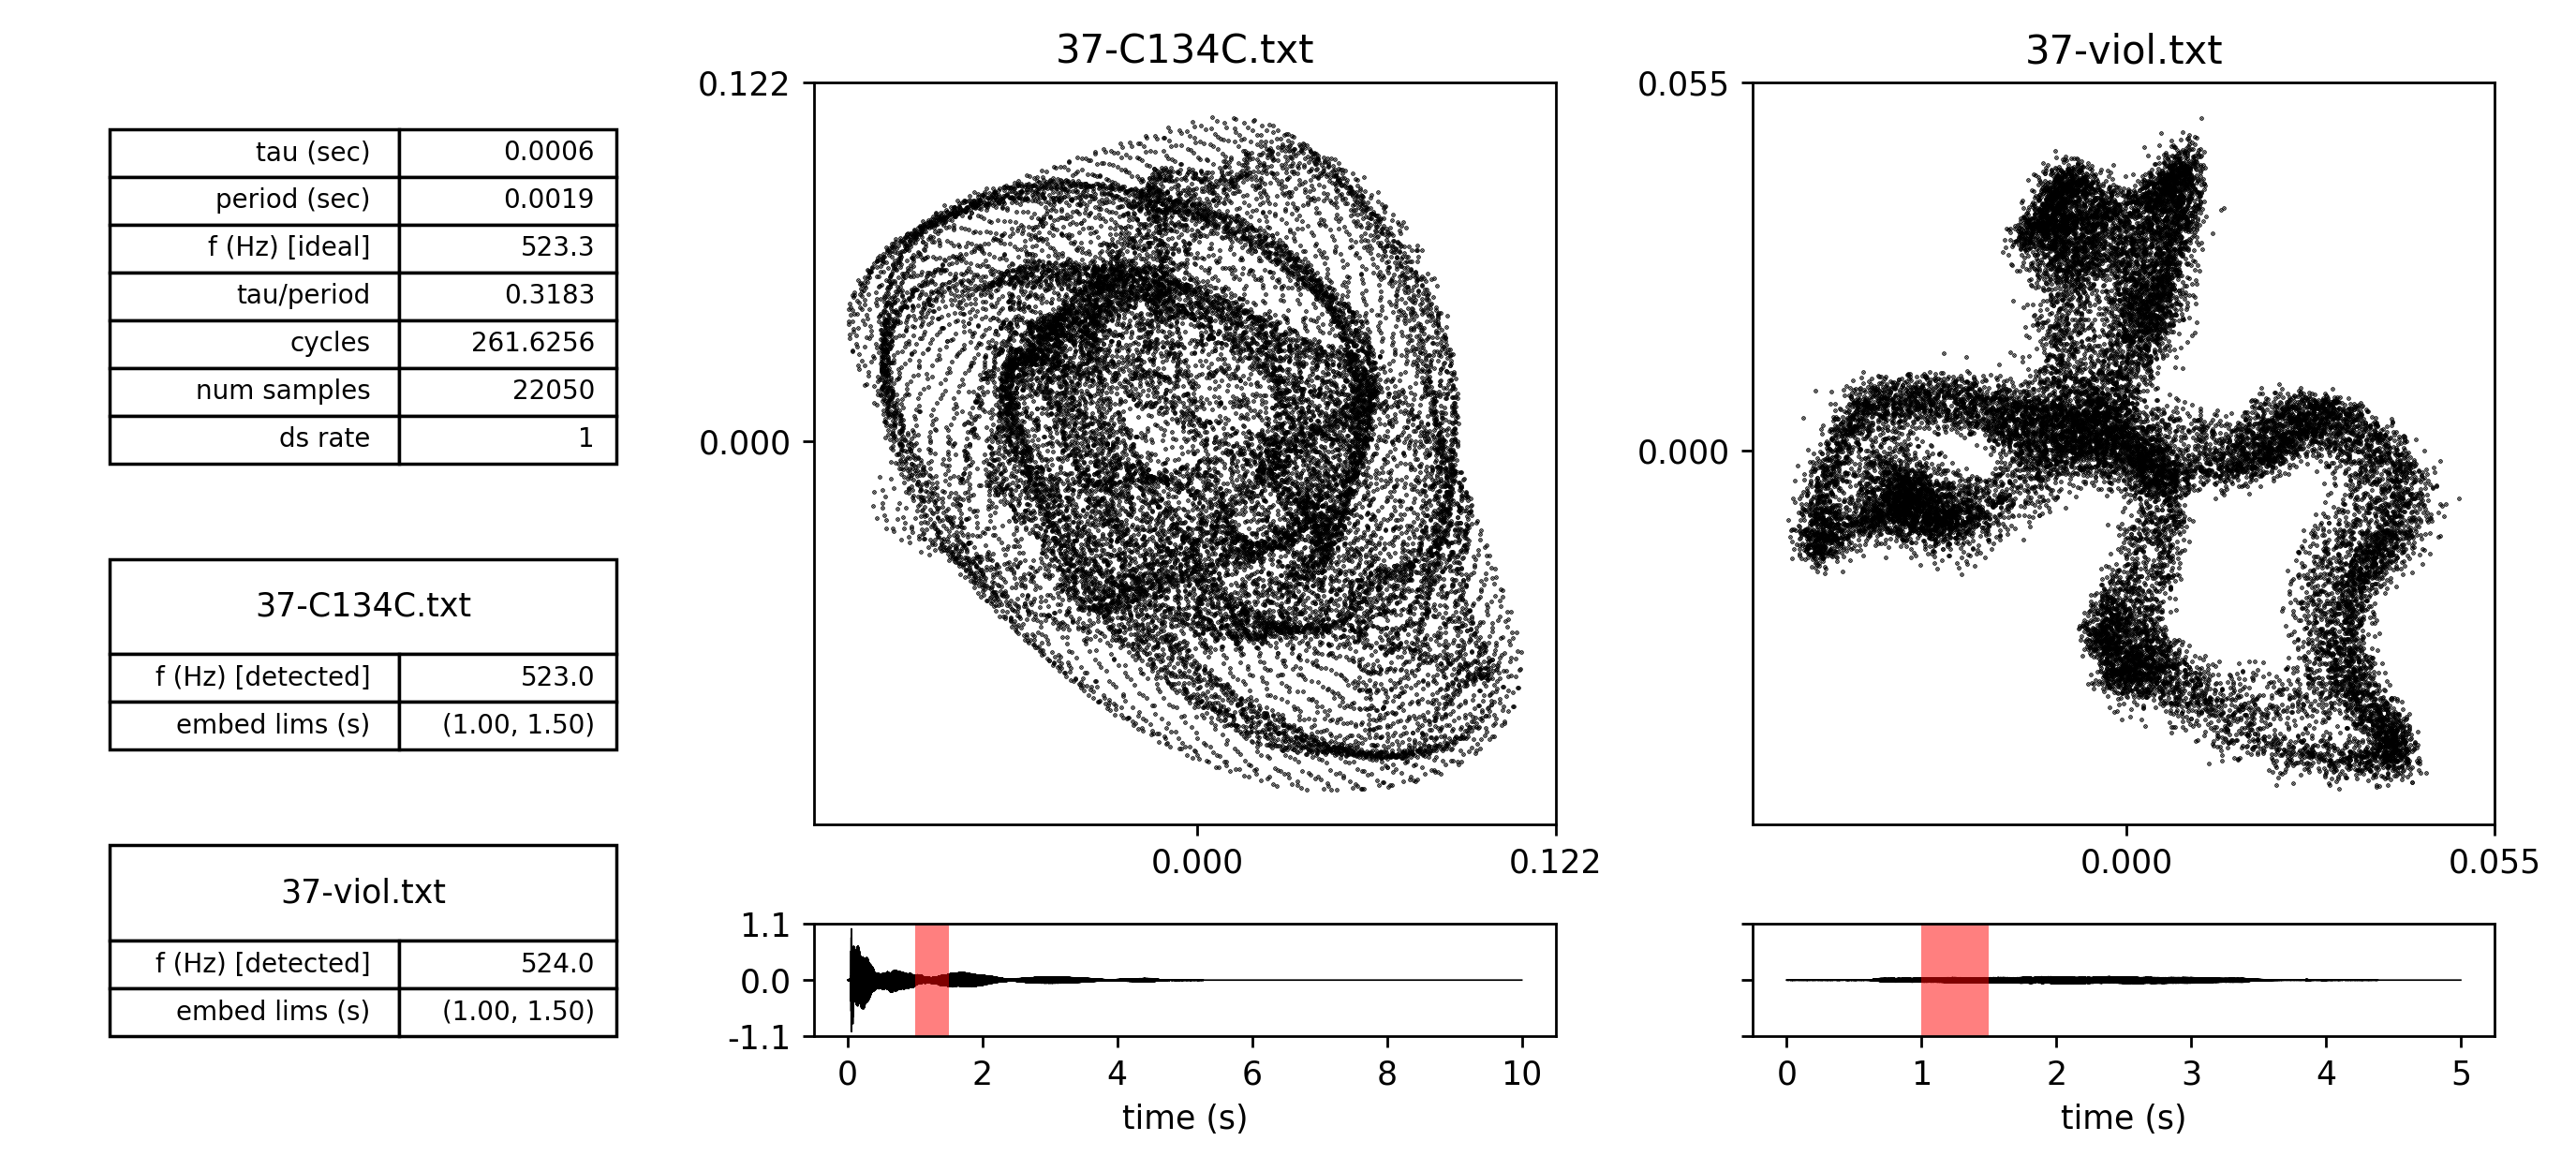 tau (sec) 0.0006
period (sec) 0.0019
f (Hz) [ideal] 523.3
tau/period 0.3183
cycles 261.6256
num samples 22050
ds rate 1
37-C134C.txt
f (Hz) [detected] 523.0
embed lims (s) (1.00, 1.50)
37-viol.txt
f (Hz) [detected] 524.0
embed lims (s) (1.00, 1.50)
37-C134C.txt
0.122
0.000
0.000 0.122
1.1
0.0
-1.1
0 2 4 6 8 10
time (s)
37-viol.txt
0.055
0.000
0.000 0.055
0 1 2 3 4 5
time (s)